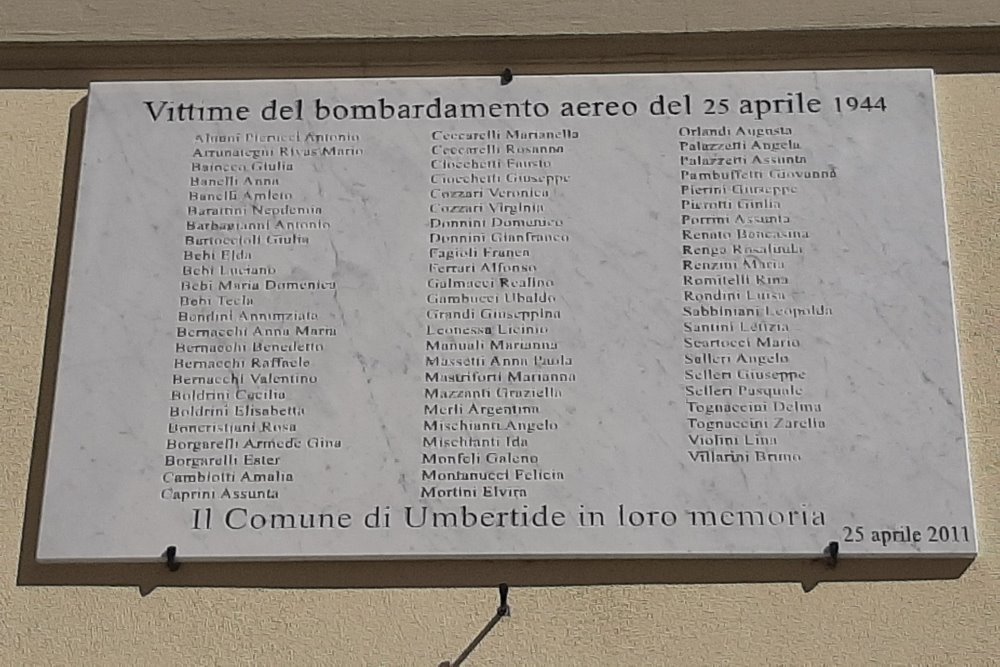 Vittime del bombardamento aereo del 25 aprile 1944
Alunni Pierucci Antonio
Arrunategni Rivas Mario
Baiocco Giulia
Banelli Anna
Banelli Amleto
Barattini Nepdemia
Barbagianni Antonio
Bartoccioli Giulia
Bebi Elda
Bebi Luciano
Bebi Maria Domenica
Bebi Tecla
Bendini Annunziata
Bernacchi Anna Maria
Bernacchi Benedetto
Bernacchi Raffaele
Bernacchi Valentino
Boldrini Cecilia
Boldrini Elisabetta
Boncristiani Rosa
Borgarelli Armede Gina
Borgarelli Ester
Cambiotti Amalia
Caprini Assunta
Ceccarelli Marianella
Ceccarelli Rosanna
Ciocchetti Fausto
Ciocchetti Giuseppe
Cozzari Veronica
Cozzari Virginia
Donnini Domenico
Donnini Gianfranco
Fagioli Franca
Ferrari Alfonso
Galmacci Realino
Gambucci Ubaldo
Grandi Giuseppina
Leonessa Licinio
Manuali Marianna
Massetti Anna Paola
Mastriforti Marianna
Mazzanti Graziella
Merli Argentina
Mischianti Angelo
Mischianti Ida
Monfeli Galeno
Montanucci Felicia
Mortini Elvira
Orlandi Augusta
Palazzetti Angela
Palazzetti Assunta
Pambuffetti Giovanna
Pierini Giuseppe
Pierotti Giulia
Porrini Assunta
Renato Boncasina
Renga Rosalinda
Renzini Maria
Romitelli Rina
Rondini Luisa
Sabbiniani Leopolda
Santini Letizia
Scartocci Mario
Selleri Angelo
Selleri Giuseppe
Selleri Pasquale
Tognaccini Delma
Tognaccini Zarelia
Violini Lina
Villarini Bruno
Il Comune di Umbertide in loro memoria
25 aprile 2011